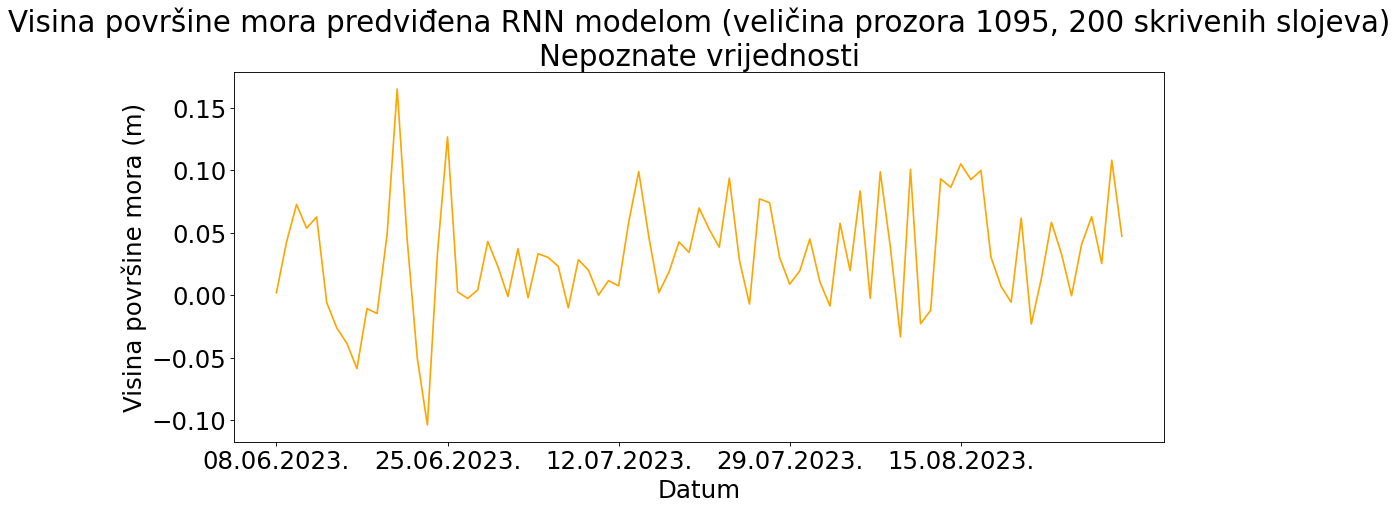 Visina površine mora predviđena RNN modelom (veličina prozora 1095, 200 skrivenih slojeva)
Nepoznate vrijednosti
Visina površine mora (m)
0.15
0.10
0.05
0.00
−0.05
−0.10
08.06.2023. 25.06.2023. 12.07.2023. 29.07.2023. 15.08.2023.
Datum